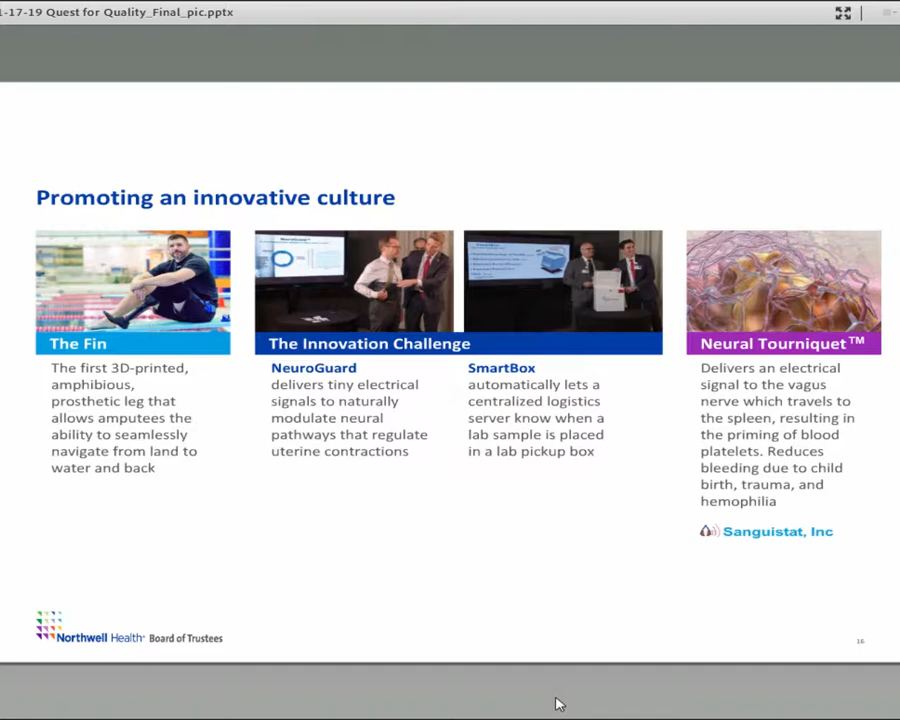 1-17-19 Quest for Quality_Final_pic.pptx
Promoting an innovative culture
The Fin
The first 3D-printed,
amphibious,
prosthetic leg that
allows amputees the
ability to seamlessly
navigate from land to
water and back
The Innovation Challenge
NeuroGuard
delivers tiny electrical
signals to naturally
modulate neural
pathways that regulate
uterine contractions
SmartBox
automatically lets a
centralized logistics
server know when a
lab sample is placed
in a lab pickup box
Neural Tourniquet™
Delivers an electrical
signal to the vagus
nerve which travels to
the spleen, resulting in
the priming of blood
platelets. Reduces
bleeding due to child
birth, trauma, and
hemophilia
Sanguistat, Inc
Northwell Health® Board of Trustees
16